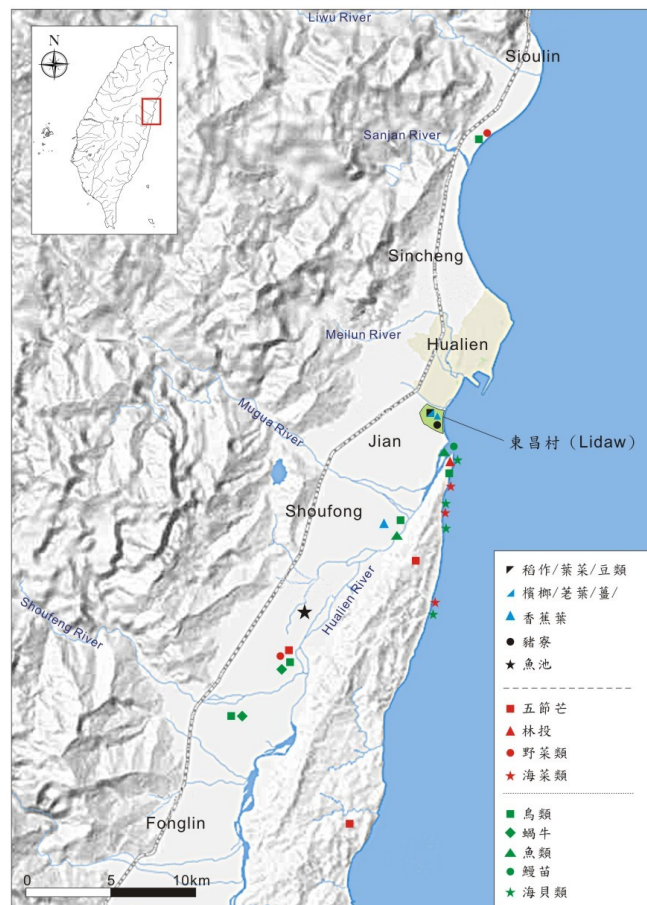 Liwu River
N
Sioulin
Sanjan River
Sincheng
Meilun River
Hualien
Mugua River
Jian
東昌村（Lidaw）
Shoufong
Hualien River
Shoufeng River
Fonglin
0 5 10km
稻作/葉菜/豆類
檳榔/荖葉/薑/
香蕉葉
豬寮
魚池
五節芒
林投
野菜類
海菜類
鳥類
蝸牛
魚類
鰻苗
海貝類